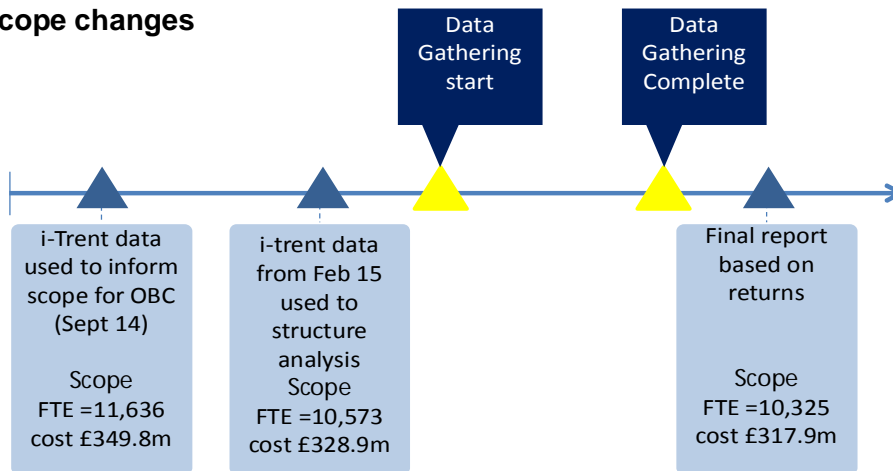 cope changes
Data
Gathering
start
Data
Gathering
Complete
i-Trent data
used to inform
scope for OBC
(Sept 14)
Scope
FTE =11,636
cost £349.8m
i-trent data
from Feb 15
used to
structure
analysis
Scope
FTE =10,573
cost £328.9m
Final report
based on
returns
Scope
FTE =10,325
cost £317.9m